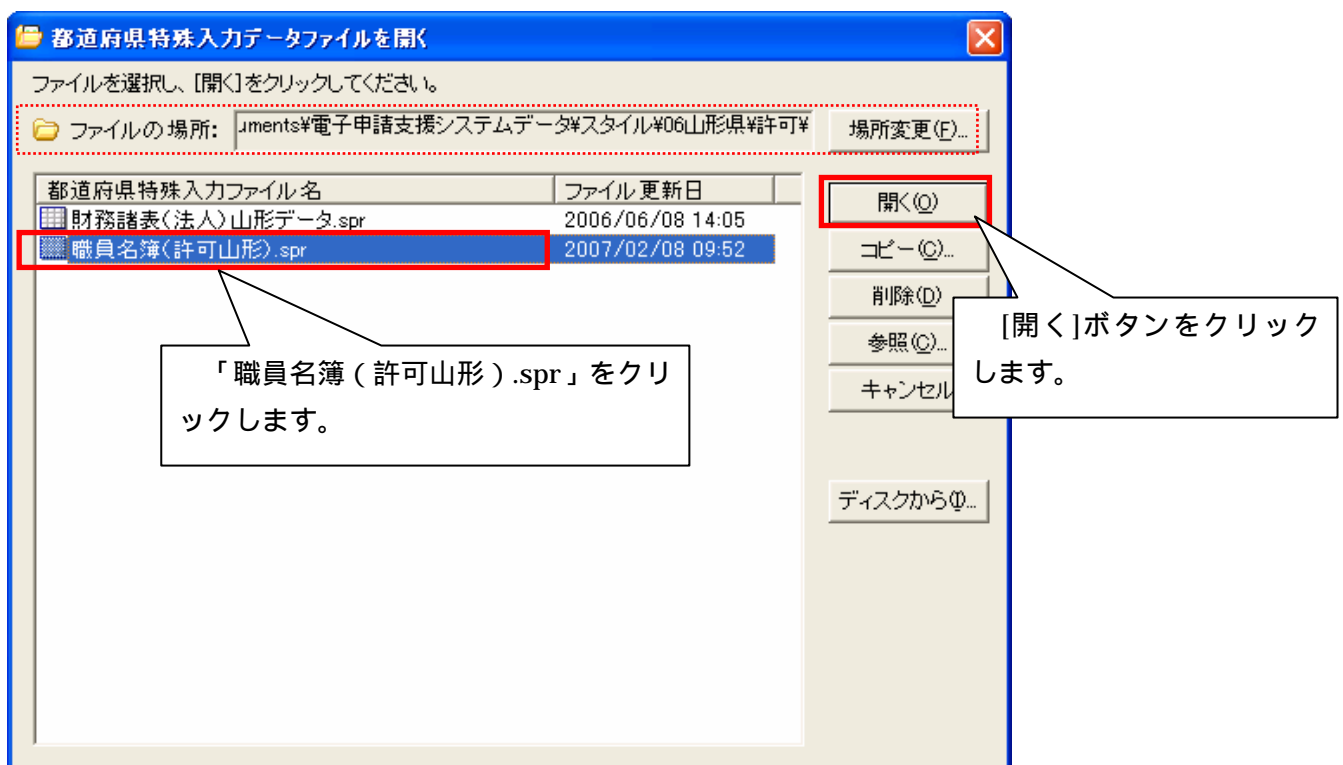 都道府県特殊入力データファイルを開く
ファイルを選択し、[開く]をクリックしてください。
ファイルの場所: uments¥電子申請支援システムデータ¥スタイル¥06山形県¥許可¥ 場所変更(F)...
都道府県特殊入力ファイル名 ファイル更新日
財務諸表(法人)山形データ.spr 2006/06/08 14:05
職員名簿(許可山形).spr 2007/02/08 09:52
開く(O)
コピー(C)...
削除(D)
参照(C)...
キャンセル
ディスクから(I)...
「職員名簿(許可山形).spr」をクリ
ックします。
[開く]ボタンをクリック
します。